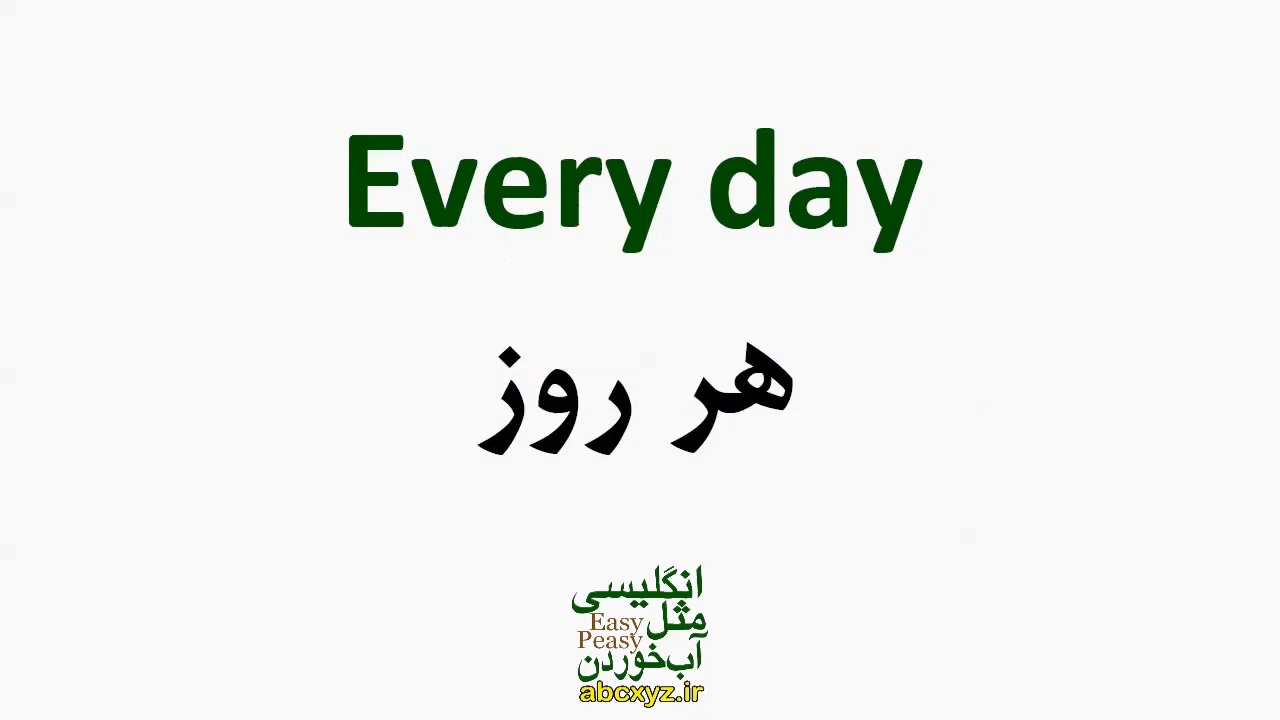 Every day
هر روز
انگلیسی
مثل
Easy
Peasy
آب‌خوردن
abcxyz.ir